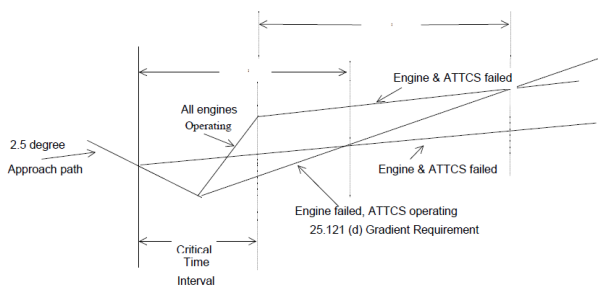 Engine & ATTCS failed
All engines
Operating
2.5 degree
Approach path
Engine & ATTCS failed
Engine failed, ATTCS operating
25.121 (d) Gradient Requirement
Critical
Time
Interval